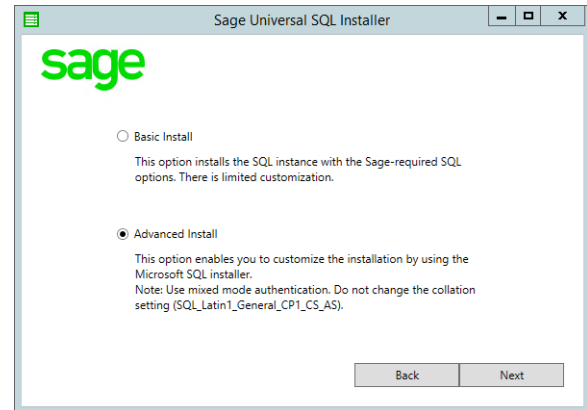 Sage Universal SQL Installer
sage
Basic Install
This option installs the SQL instance with the Sage-required SQL
options. There is limited customization.
Advanced Install
This option enables you to customize the installation by using the
Microsoft SQL installer.
Note: Use mixed mode authentication. Do not change the collation
setting (SQL_Latin1_General_CP1_CS_AS).
Back
Next